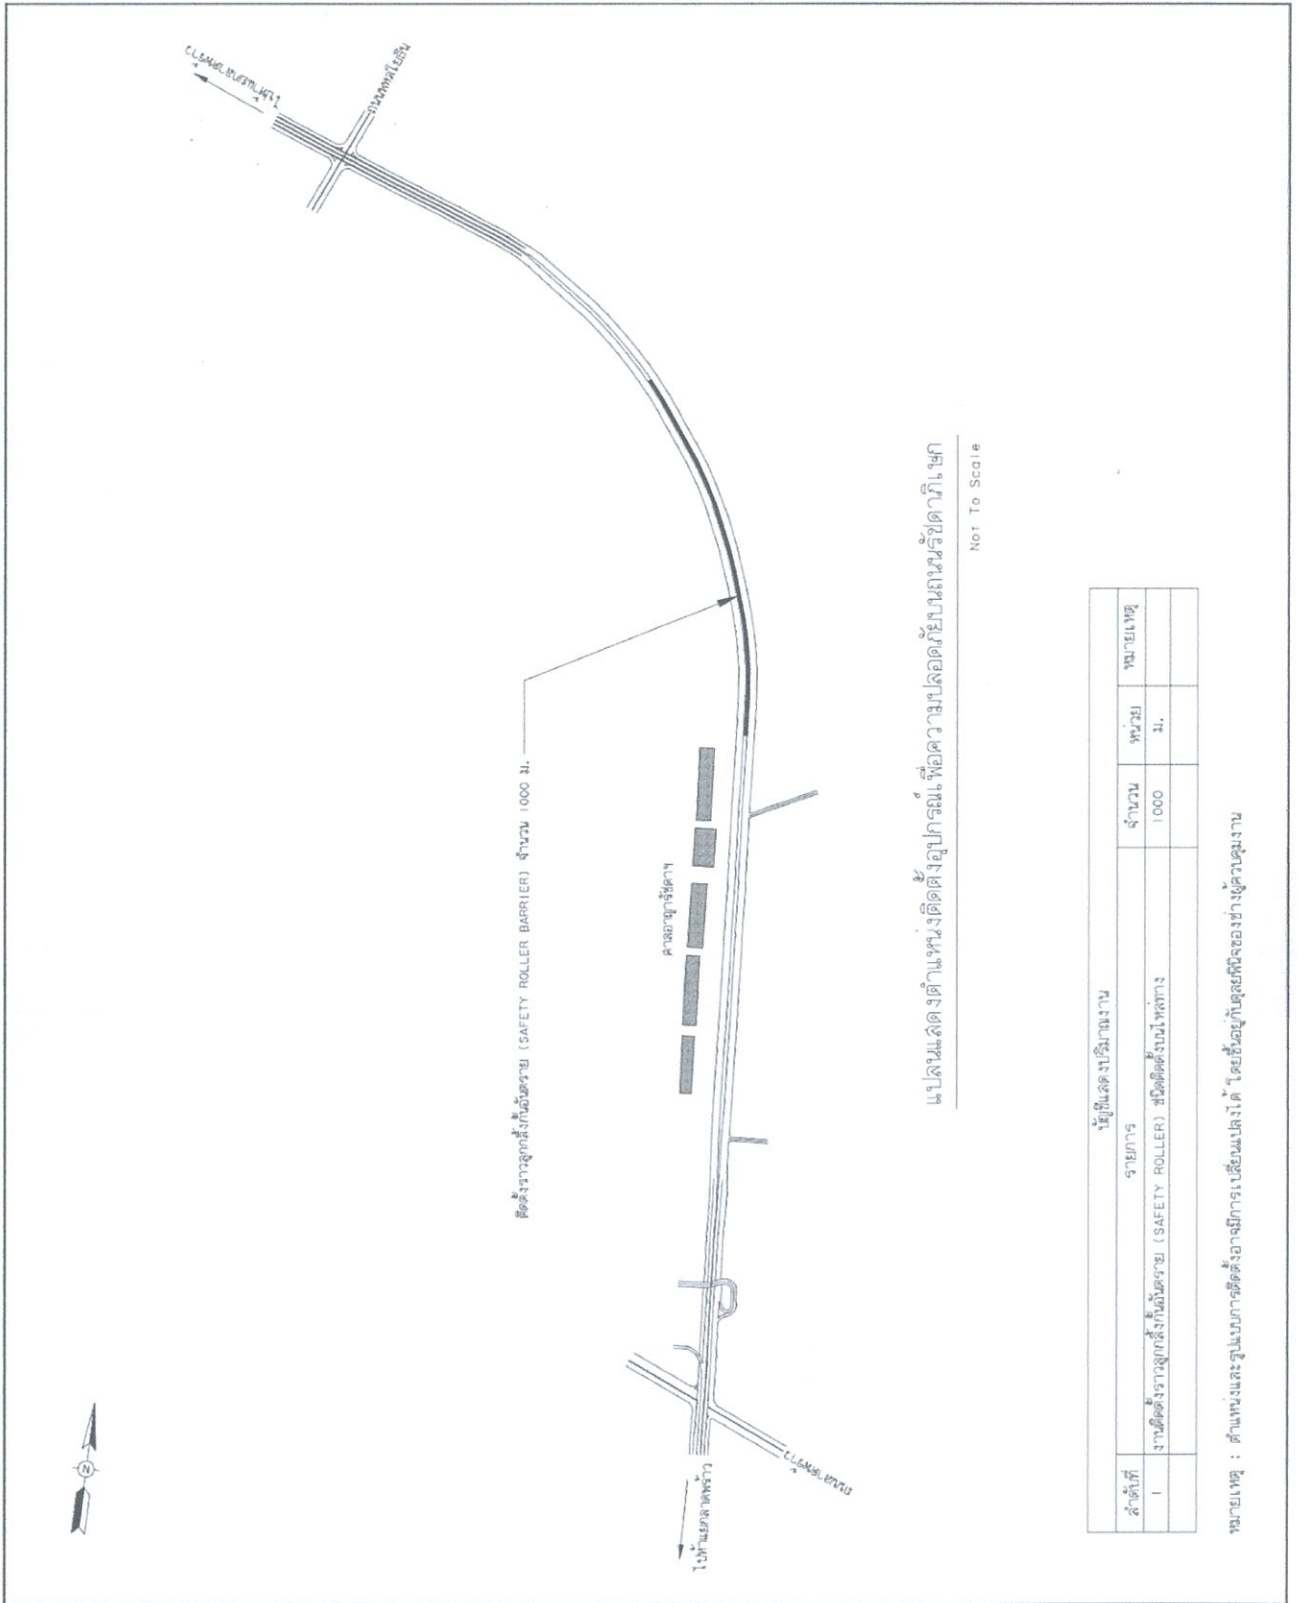 ถนนพหลโยธิน
ติดตั้งราวลูกกลิ้งกันอันตราย (SAFETY ROLLER BARRIER) จำนวน 1000 ม.
ศาลอาญารัชดาฯ
ไปห้าแยกลาดพร้าว
N
แปลนแสดงตำแหน่งติดตั้งอุปกรณ์เพื่อความปลอดภัยบนถนนรัชดาภิเษก
Not To Scale
บัญชีแสดงปริมาณงาน
ลำดับที่ รายการ จำนวน หน่วย หมายเหตุ
1 งานติดตั้งราวลูกกลิ้งกันอันตราย (SAFETY ROLLER) ชนิดติดตั้งบนไหล่ทาง 1000 ม.
หมายเหตุ : ตำแหน่งและรูปแบบการติดตั้งอาจมีการเปลี่ยนแปลงได้ โดยขึ้นอยู่กับดุลยพินิจของช่างผู้ควบคุมงาน